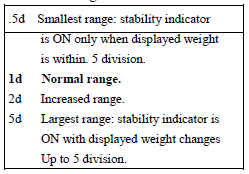 .5d Smallest range: stability indicator
is ON only when displayed weight
is within. 5 division.
1d Normal range.
2d Increased range.
5d Largest range: stability indicator is
ON with displayed weight changes
Up to 5 division.